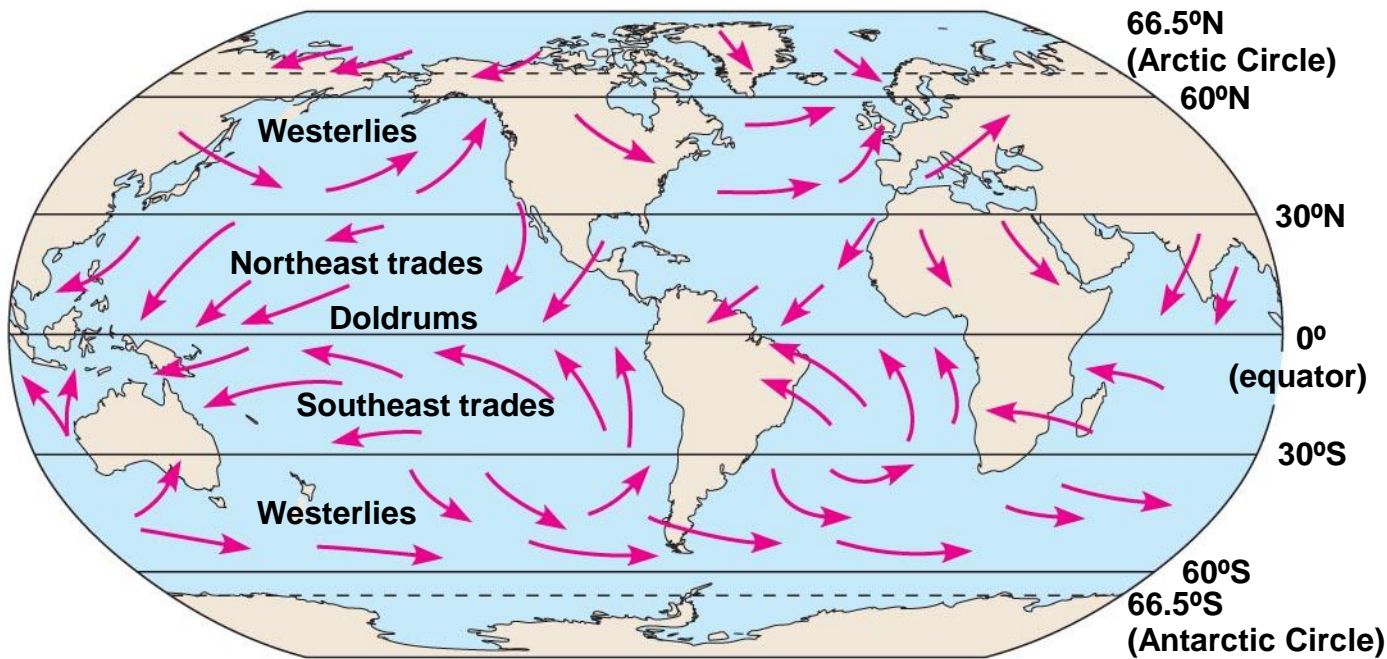 66.5ºN
(Arctic Circle)
60ºN
Westerlies
30ºN
Northeast trades
Doldrums
0º
(equator)
Southeast trades
30ºS
Westerlies
60ºS
66.5ºS
(Antarctic Circle)